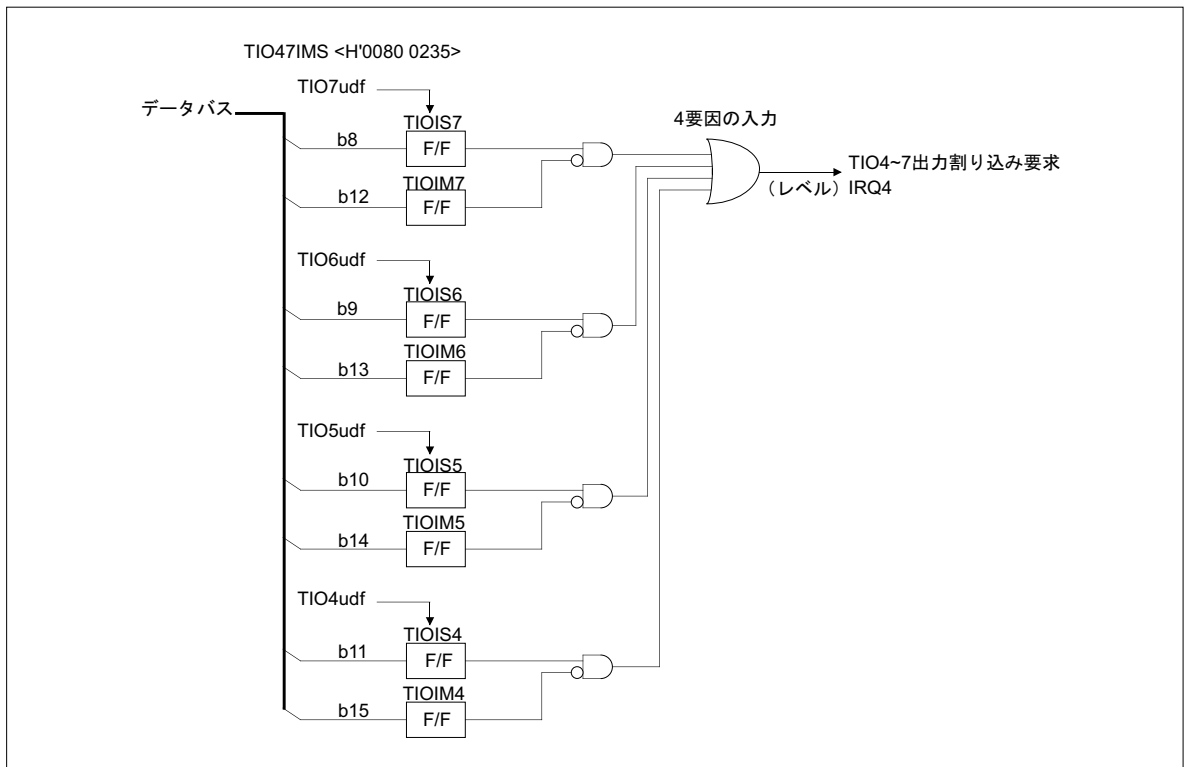 TIO47IMS <H'0080 0235>
TIO7udf
データバス
TIOIS7
4要因の入力
b8
F/F
TIO4~7出力割り込み要求
TIOIM7
(レベル) IRQ4
b12
F/F
TIO6udf
TIOIS6
b9
F/F
TIOIM6
b13
F/F
TIO5udf
TIOIS5
b10
F/F
TIOIM5
b14
F/F
TIO4udf
TIOIS4
b11
F/F
TIOIM4
b15
F/F